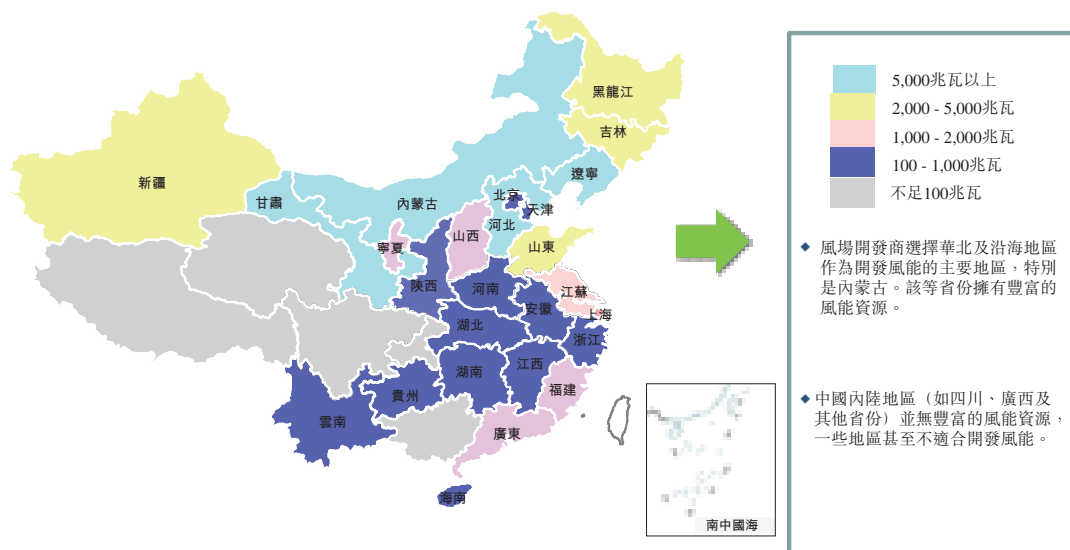 黑龍江
吉林
遼寧
新疆
甘肅
內蒙古
北京
天津
河北
寧夏
山西
山東
陝西
河南
江蘇
安徽
上海
湖北
浙江
湖南
江西
貴州
福建
雲南
廣東
海南
南中國海
5,000兆瓦以上
2,000 - 5,000兆瓦
1,000 - 2,000兆瓦
100 - 1,000兆瓦
不足100兆瓦
◆ 風場開發商選擇華北及沿海地區
作為開發風能的主要地區，特別
是內蒙古。該等省份擁有豐富的
風能資源。
◆ 中國內陸地區（如四川、廣西及
其他省份）並無豐富的風能資源，
一些地區甚至不適合開發風能。